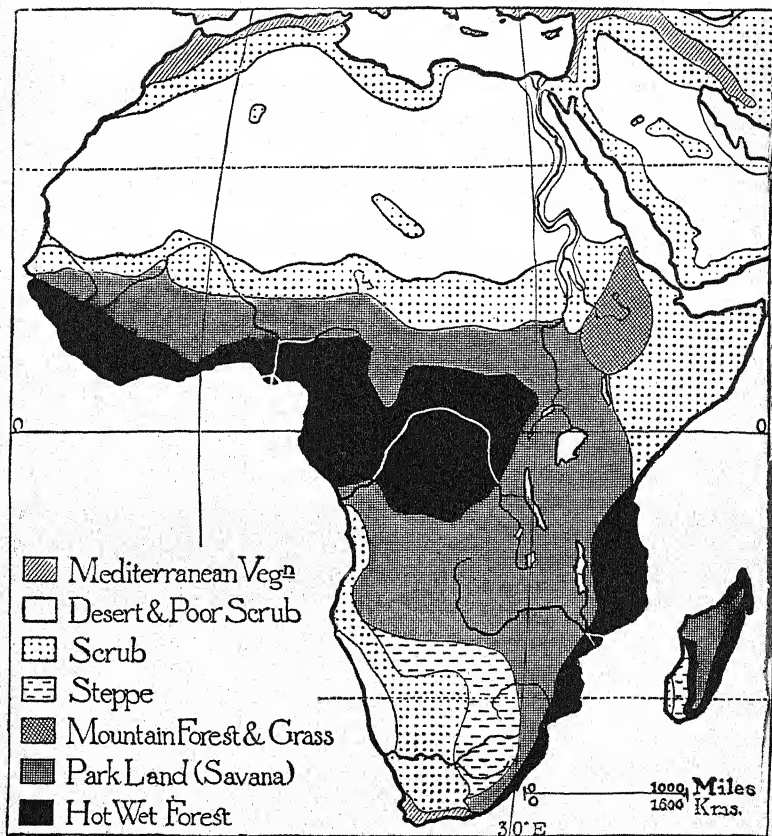 0
0
Mediterranean Vegn
Desert & Poor Scrub
Scrub
Steppe
Mountain Forest & Grass
Park Land (Savana)
Hot Wet Forest
0 1000 Miles
0 1600 Kms.
30°E